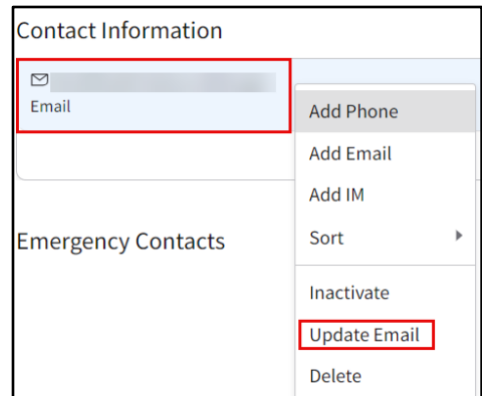 Contact Information
Email
Add Phone
Add Email
Add IM
Emergency Contacts
Sort
Inactivate
Update Email
Delete